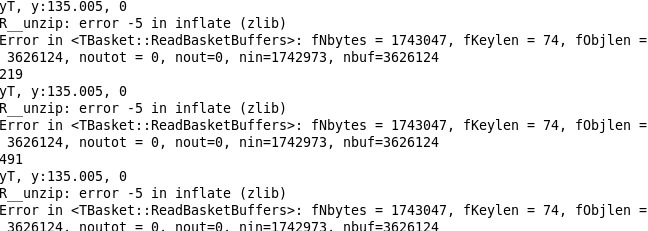 yT, y:135.005, 0
R__unzip: error -5 in inflate (zlib)
Error in <TBasket::ReadBasketBuffers>: fNbytes = 1743047, fKeylen = 74, fObjlen =
 3626124, noutot = 0, nout=0, nin=1742973, nbuf=3626124
219
yT, y:135.005, 0
R__unzip: error -5 in inflate (zlib)
Error in <TBasket::ReadBasketBuffers>: fNbytes = 1743047, fKeylen = 74, fObjlen =
 3626124, noutot = 0, nout=0, nin=1742973, nbuf=3626124
491
yT, y:135.005, 0
R__unzip: error -5 in inflate (zlib)
Error in <TBasket::ReadBasketBuffers>: fNbytes = 1743047, fKeylen = 74, fObjlen =
 3626124, noutot = 0, nout=0, nin=1742973, nbuf=3626124